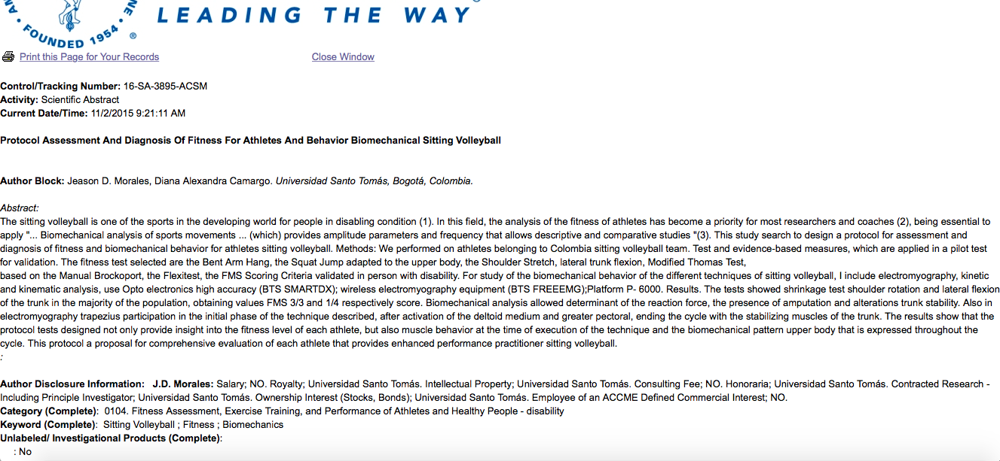 LEADING THE WAY
FOUNDED 1954
®
Print this Page for Your Records Close Window
Control/Tracking Number: 16-SA-3895-ACSM
Activity: Scientific Abstract
Current Date/Time: 11/2/2015 9:21:11 AM
Protocol Assessment And Diagnosis Of Fitness For Athletes And Behavior Biomechanical Sitting Volleyball
Author Block: Jeason D. Morales, Diana Alexandra Camargo. Universidad Santo Tomás, Bogotá, Colombia.
Abstract:
The sitting volleyball is one of the sports in the developing world for people in disabling condition (1). In this field, the analysis of the fitness of athletes has become a priority for most researchers and coaches (2), being essential to
apply "... Biomechanical analysis of sports movements ... (which) provides amplitude parameters and frequency that allows descriptive and comparative studies "(3). This study search to design a protocol for assessment and
diagnosis of fitness and biomechanical behavior for athletes sitting volleyball. Methods: We performed on athletes belonging to Colombia sitting volleyball team. Test and evidence-based measures, which are applied in a pilot test
for validation. The fitness test selected are the Bent Arm Hang, the Squat Jump adapted to the upper body, the Shoulder Stretch, lateral trunk flexion, Modified Thomas Test,
based on the Manual Brockoport, the Flexitest, the FMS Scoring Criteria validated in person with disability. For study of the biomechanical behavior of the different techniques of sitting volleyball, I include electromyography, kinetic
and kinematic analysis, use Opto electronics high accuracy (BTS SMARTDX); wireless electromyography equipment (BTS FREEEMG);Platform P- 6000. Results. The tests showed shrinkage test shoulder rotation and lateral flexion
of the trunk in the majority of the population, obtaining values FMS 3/3 and 1/4 respectively score. Biomechanical analysis allowed determinant of the reaction force, the presence of amputation and alterations trunk stability. Also in
electromyography trapezius participation in the initial phase of the technique described, after activation of the deltoid medium and greater pectoral, ending the cycle with the stabilizing muscles of the trunk. The results show that the
protocol tests designed not only provide insight into the fitness level of each athlete, but also muscle behavior at the time of execution of the technique and the biomechanical pattern upper body that is expressed throughout the
cycle. This protocol a proposal for comprehensive evaluation of each athlete that provides enhanced performance practitioner sitting volleyball.
:
Author Disclosure Information: J.D. Morales: Salary; NO. Royalty; Universidad Santo Tomás. Intellectual Property; Universidad Santo Tomás. Consulting Fee; NO. Honoraria; Universidad Santo Tomás. Contracted Research -
Including Principle Investigator; Universidad Santo Tomás. Ownership Interest (Stocks, Bonds); Universidad Santo Tomás. Employee of an ACCME Defined Commercial Interest; NO.
Category (Complete): 0104. Fitness Assessment, Exercise Training, and Performance of Athletes and Healthy People - disability
Keyword (Complete): Sitting Volleyball ; Fitness ; Biomechanics
Unlabeled/ Investigational Products (Complete):
: No